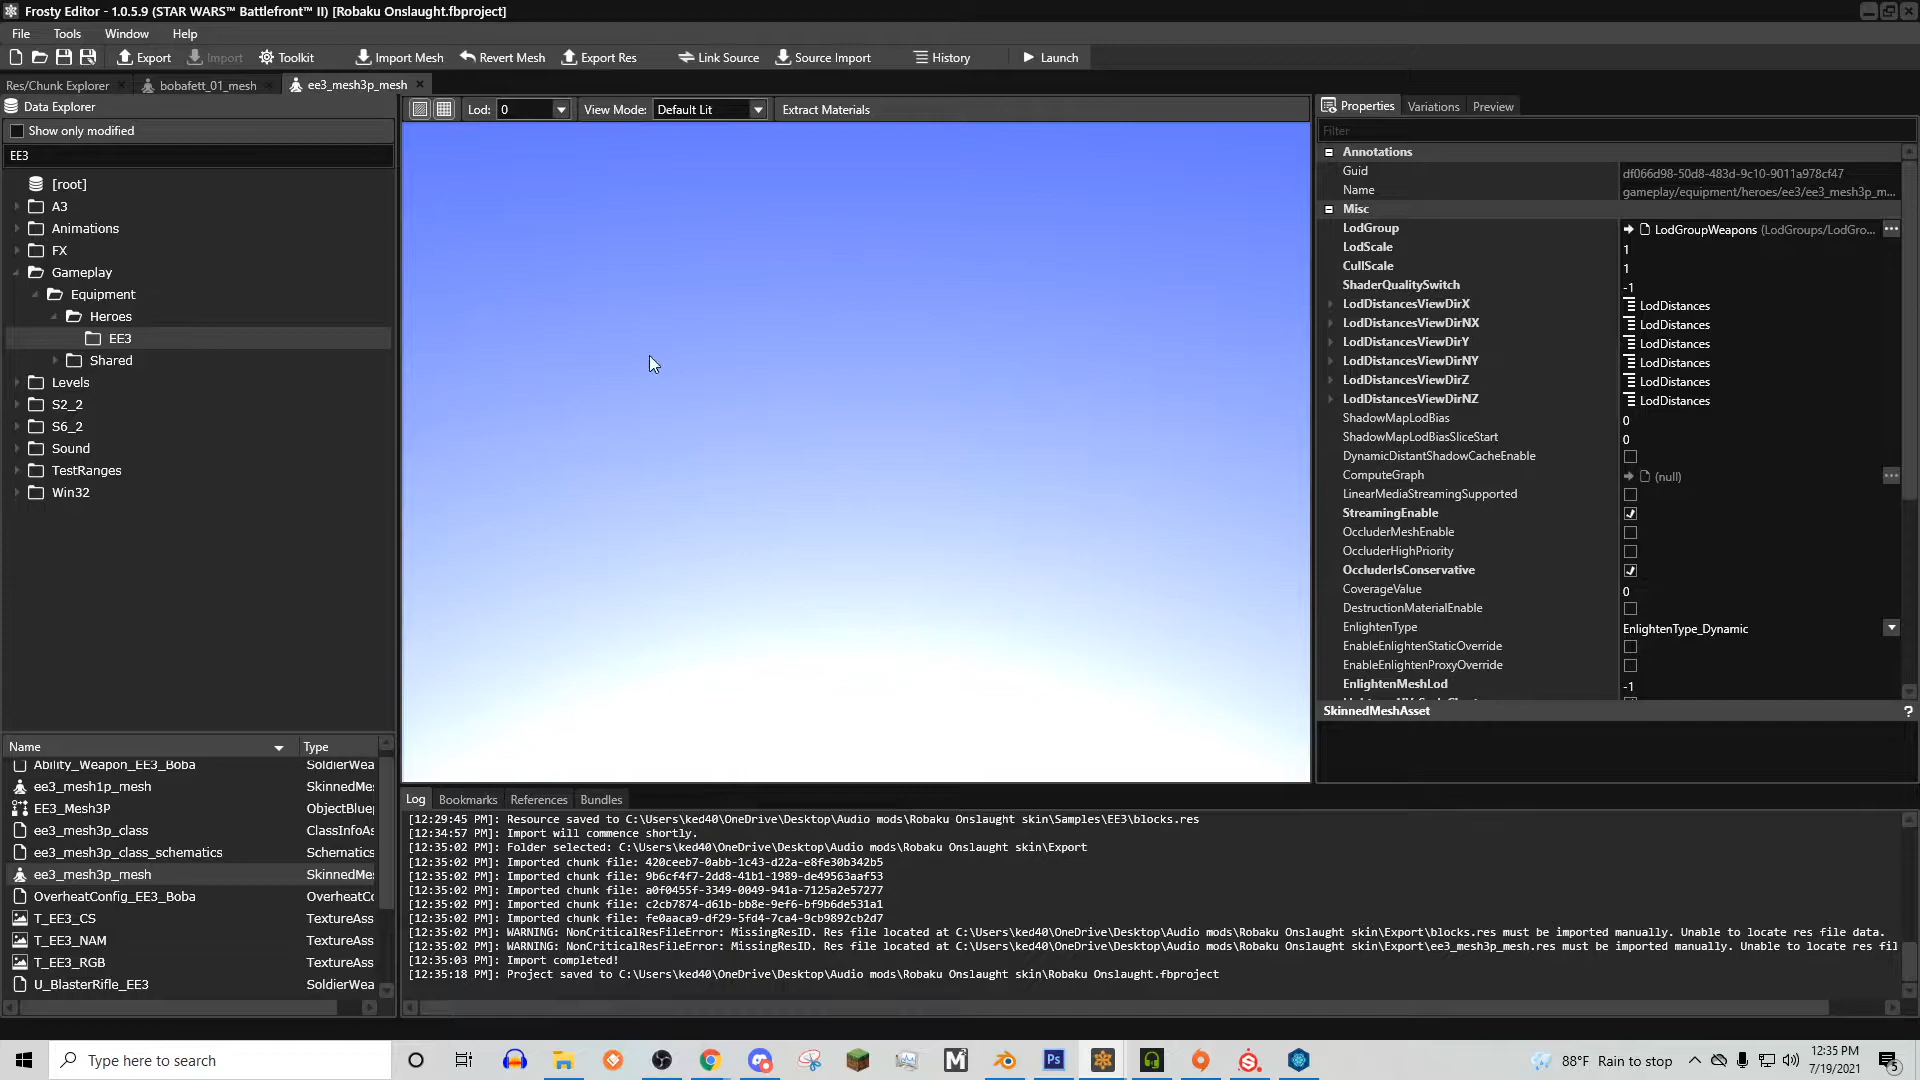 Frosty Editor - 1.0.5.9 (STAR WARS™ Battlefront™ II) [Robaku Onslaught.fbproject]
File Tools Window Help
Export Import Toolkit Import Mesh Revert Mesh Export Res Link Source Source Import History Launch
Res/Chunk Explorer bobafett_01_mesh ee3_mesh3p_mesh
Data Explorer
Show only modified
EE3
[root]
A3
Animations
FX
Gameplay
Equipment
Heroes
EE3
Shared
Levels
S2_2
S6_2
Sound
TestRanges
Win32
Name Type
Ability_Weapon_EE3_Boba SoldierWea
ee3_mesh1p_mesh SkinnedMe
EE3_Mesh3P ObjectBluep
ee3_mesh3p_class ClassInfoAs
ee3_mesh3p_class_schematics Schematics
ee3_mesh3p_mesh SkinnedMe
OverheatConfig_EE3_Boba OverheatCo
T_EE3_CS TextureAss
T_EE3_NAM TextureAss
T_EE3_RGB TextureAss
U_BlasterRifle_EE3 SoldierWea
Lod: 0 View Mode: Default Lit Extract Materials
Log Bookmarks References Bundles
[12:29:45 PM]: Resource saved to C:\Users\ked40\OneDrive\Desktop\Audio mods\Robaku Onslaught skin\Samples\EE3\blocks.res
[12:34:57 PM]: Import will commence shortly.
[12:35:02 PM]: Folder selected: C:\Users\ked40\OneDrive\Desktop\Audio mods\Robaku Onslaught skin\Export
[12:35:02 PM]: Imported chunk file: 420ceeb7-0abb-1c43-d22a-e8fe30b342b5
[12:35:02 PM]: Imported chunk file: 9b6cf4f7-2dd8-41b1-1989-de49563aaf53
[12:35:02 PM]: Imported chunk file: a0f0455f-3349-0049-941a-7125a2e57277
[12:35:02 PM]: Imported chunk file: c2cb7874-d61b-bb8e-9ef6-bf9b6de531a1
[12:35:02 PM]: Imported chunk file: fe0aaca9-df29-5fd4-7ca4-9cb9892cb2d7
[12:35:02 PM]: WARNING: NonCriticalResFileError: MissingResID. Res file located at C:\Users\ked40\OneDrive\Desktop\Audio mods\Robaku Onslaught skin\Export\blocks.res must be imported manually. Unable to locate res file data.
[12:35:02 PM]: WARNING: NonCriticalResFileError: MissingResID. Res file located at C:\Users\ked40\OneDrive\Desktop\Audio mods\Robaku Onslaught skin\Export\ee3_mesh3p_mesh.res must be imported manually. Unable to locate res fil
[12:35:03 PM]: Import completed!
[12:35:18 PM]: Project saved to C:\Users\ked40\OneDrive\Desktop\Audio mods\Robaku Onslaught skin\Robaku Onslaught.fbproject
Properties Variations Preview
Filter
Annotations
Guid df066d98-50d8-483d-9c10-9011a978cf47
Name gameplay/equipment/heroes/ee3/ee3_mesh3p_m...
Misc
LodGroup LodGroupWeapons (LodGroups/LodGro...
LodScale 1
CullScale 1
ShaderQualitySwitch -1
LodDistancesViewDirX LodDistances
LodDistancesViewDirNX LodDistances
LodDistancesViewDirY LodDistances
LodDistancesViewDirNY LodDistances
LodDistancesViewDirZ LodDistances
LodDistancesViewDirNZ LodDistances
ShadowMapLodBias 0
ShadowMapLodBiasSliceStart 0
DynamicDistantShadowCacheEnable
ComputeGraph (null)
LinearMediaStreamingSupported
StreamingEnable
OccluderMeshEnable
OccluderHighPriority
OccluderIsConservative
CoverageValue 0
DestructionMaterialEnable
EnlightenType EnlightenType_Dynamic
EnableEnlightenStaticOverride
EnableEnlightenProxyOverride
EnlightenMeshLod -1
SkinnedMeshAsset ?
Type here to search
88°F Rain to stop
12:35 PM
7/19/2021
5